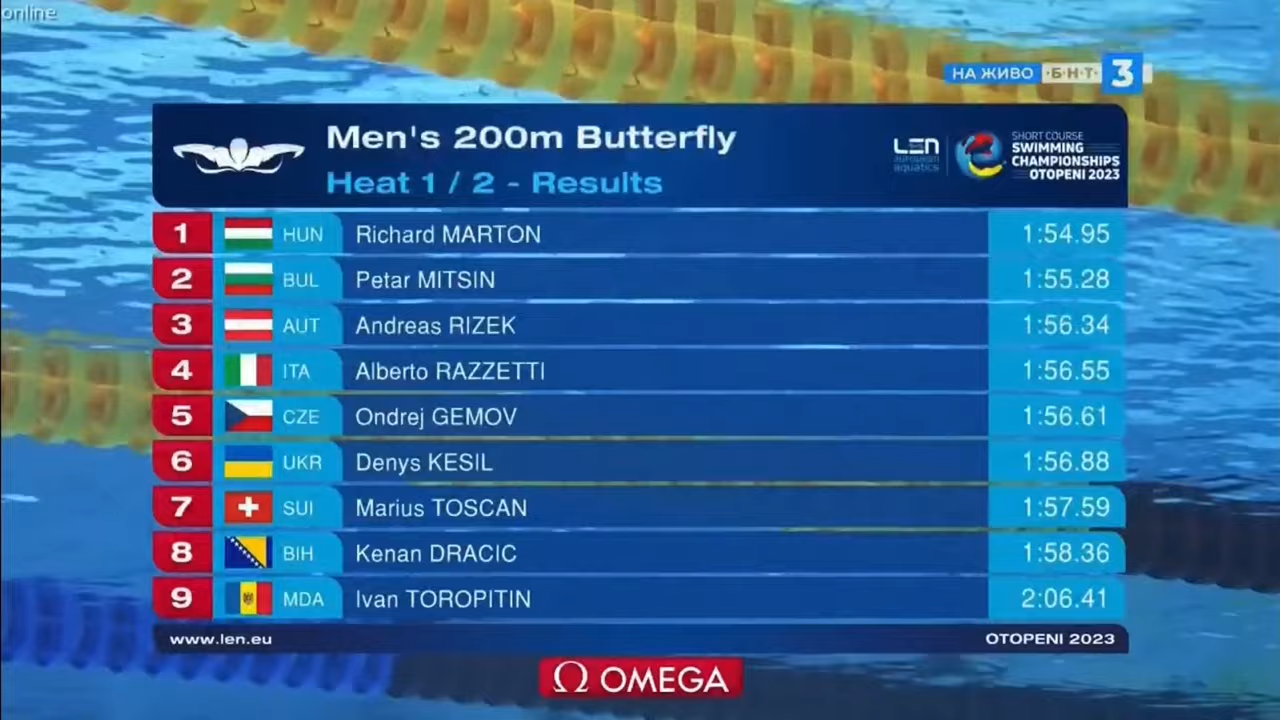 online
НА ЖИВО БНТ 3
Men's 200m Butterfly
Heat 1 / 2 - Results
LEN
european
aquatics
SHORT COURSE
SWIMMING
CHAMPIONSHIPS
OTOPENI 2023
1 HUN Richard MARTON 1:54.95
2 BUL Petar MITSIN 1:55.28
3 AUT Andreas RIZEK 1:56.34
4 ITA Alberto RAZZETTI 1:56.55
5 CZE Ondrej GEMOV 1:56.61
6 UKR Denys KESIL 1:56.88
7 SUI Marius TOSCAN 1:57.59
8 BIH Kenan DRACIC 1:58.36
9 MDA Ivan TOROPITIN 2:06.41
www.len.eu OTOPENI 2023
Ω OMEGA